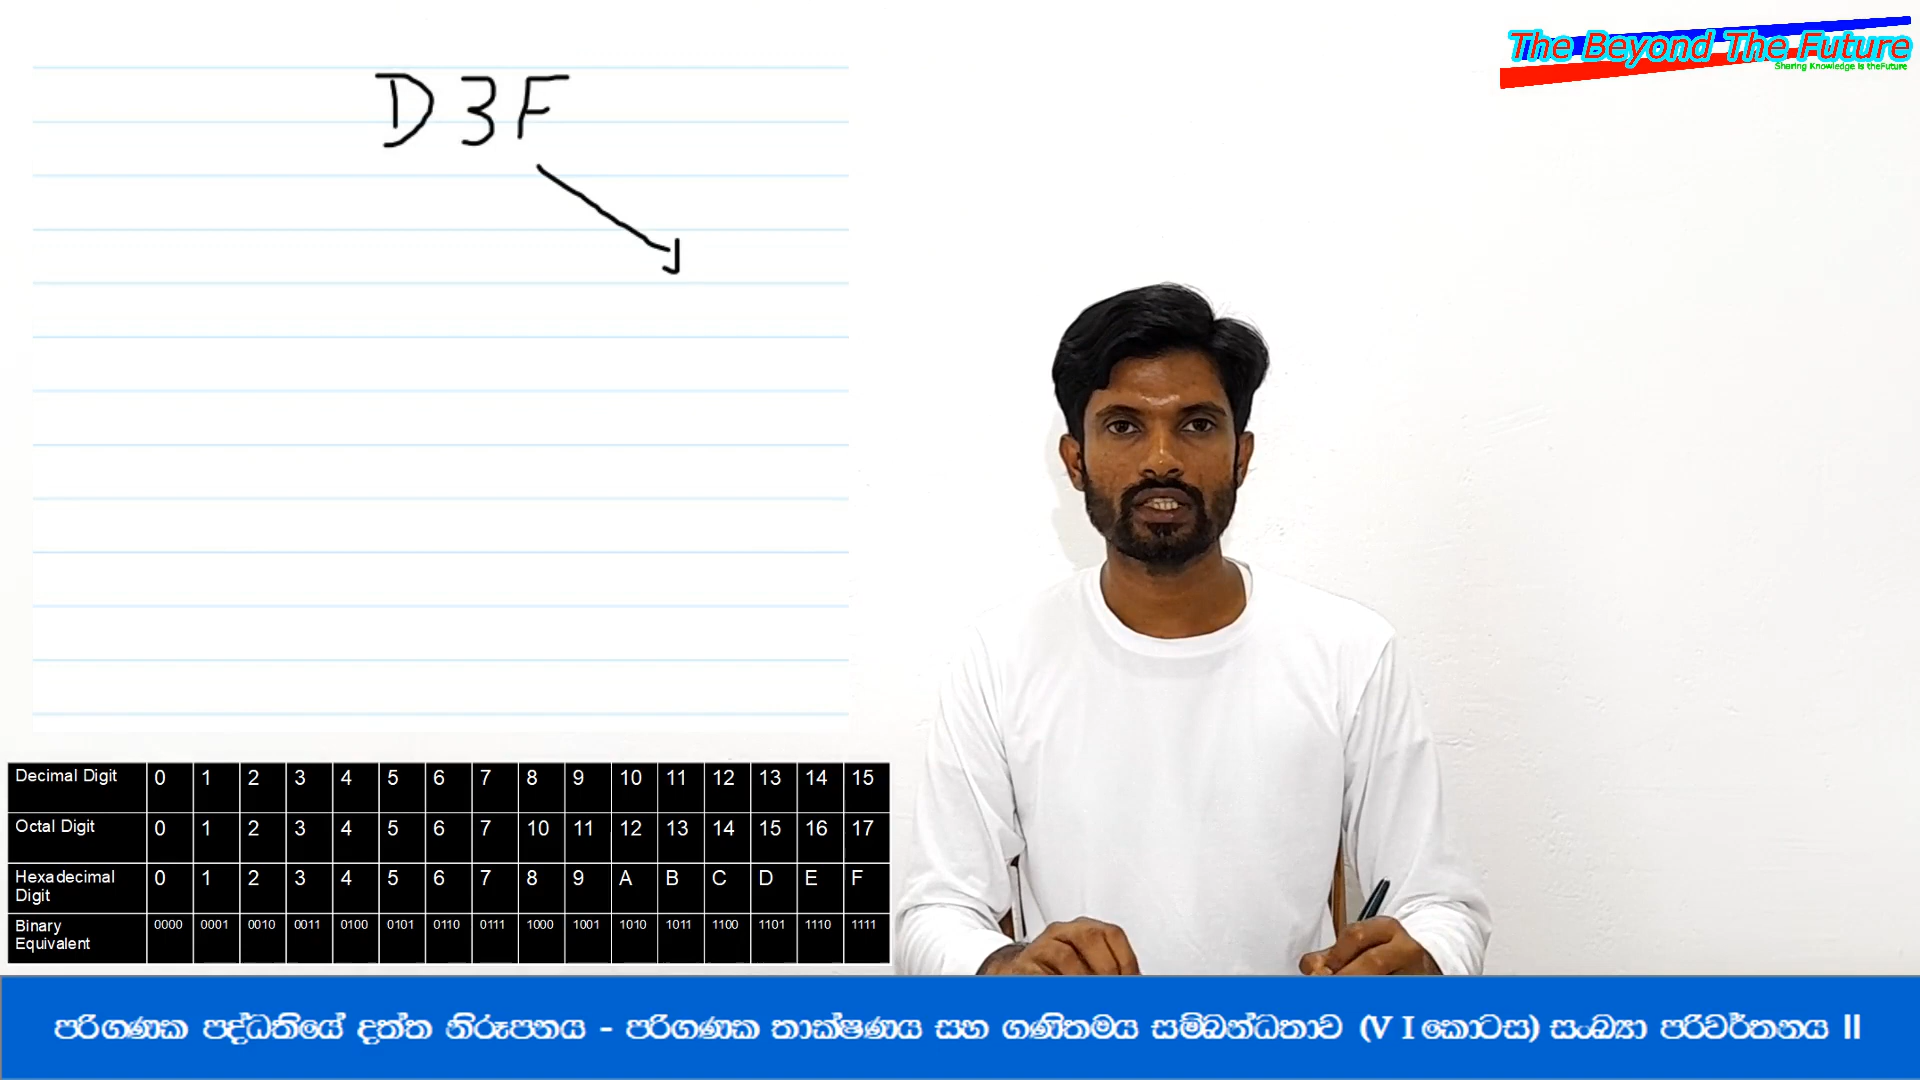 D3F
The Beyond The Future
Sharing Knowledge is theFuture
Decimal Digit 0 1 2 3 4 5 6 7 8 9 10 11 12 13 14 15
Octal Digit 0 1 2 3 4 5 6 7 10 11 12 13 14 15 16 17
Hexadecimal Digit 0 1 2 3 4 5 6 7 8 9 A B C D E F
Binary Equivalent 0000 0001 0010 0011 0100 0101 0110 0111 1000 1001 1010 1011 1100 1101 1110 1111
පරිගණක පද්ධතියේ දත්ත නිරූපනය - පරිගණක තාක්ෂණය සහ ගණිතමය සම්බන්ධතාව (V I කොටස) සංඛ්‍යා පරිවර්තනය II